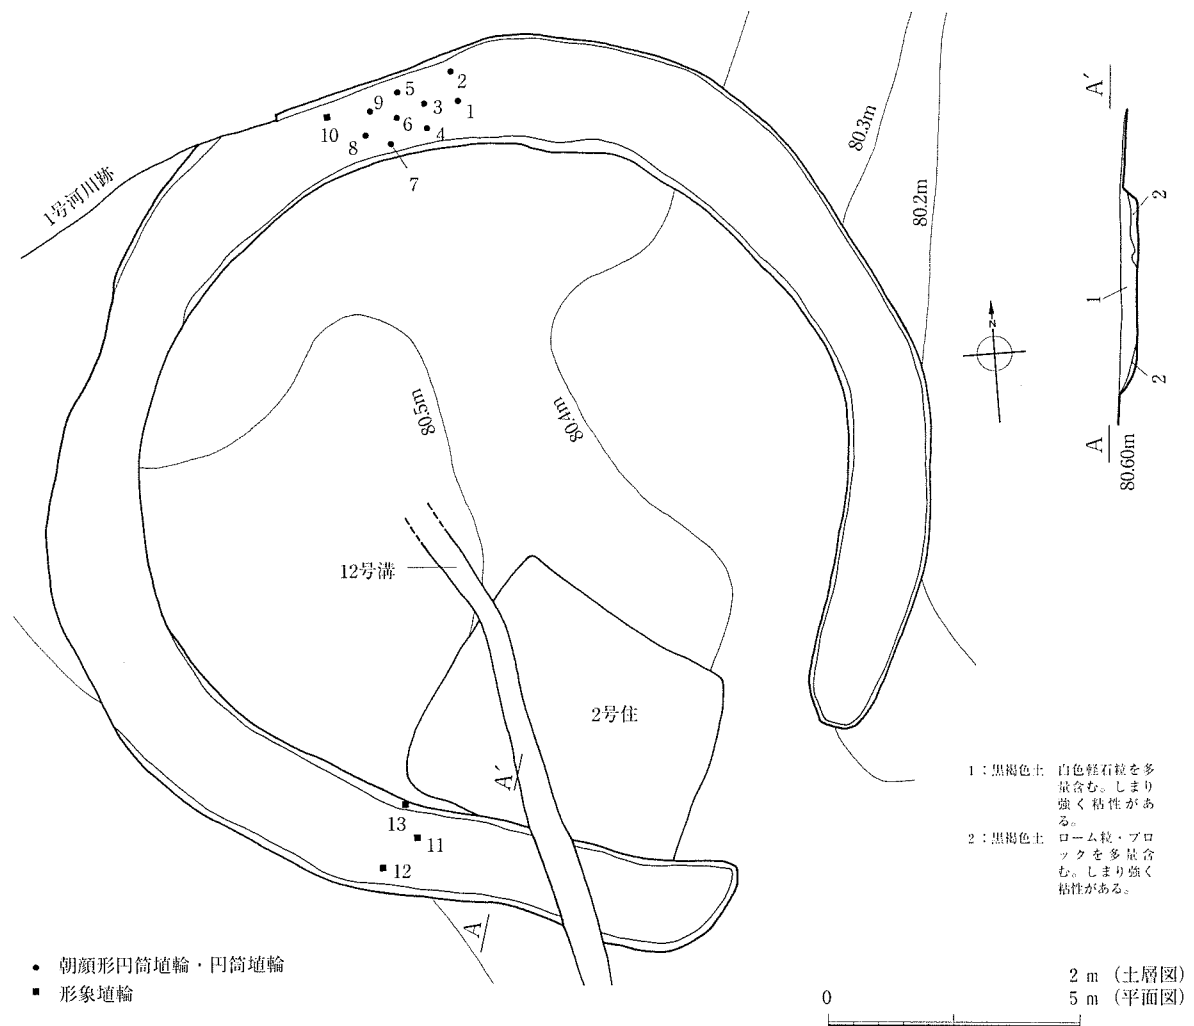 2
5
3
1
9
6
4
10
8
7
1号河川跡
80.3m
80.2m
A′
2
1
2
A
80.60m
N
80.5m
80.4m
12号溝
2号住
A′
13
11
12
A
1:黒褐色土 白色軽石粒を多
量含む。しまり
強く粘性があ
る。
2:黒褐色土 ローム粒・ブロ
ックを多量含
む。しまり強く
粘性がある。
● 朝顔形円筒埴輪・円筒埴輪
■ 形象埴輪
0
2 m (土層図)
5 m (平面図)